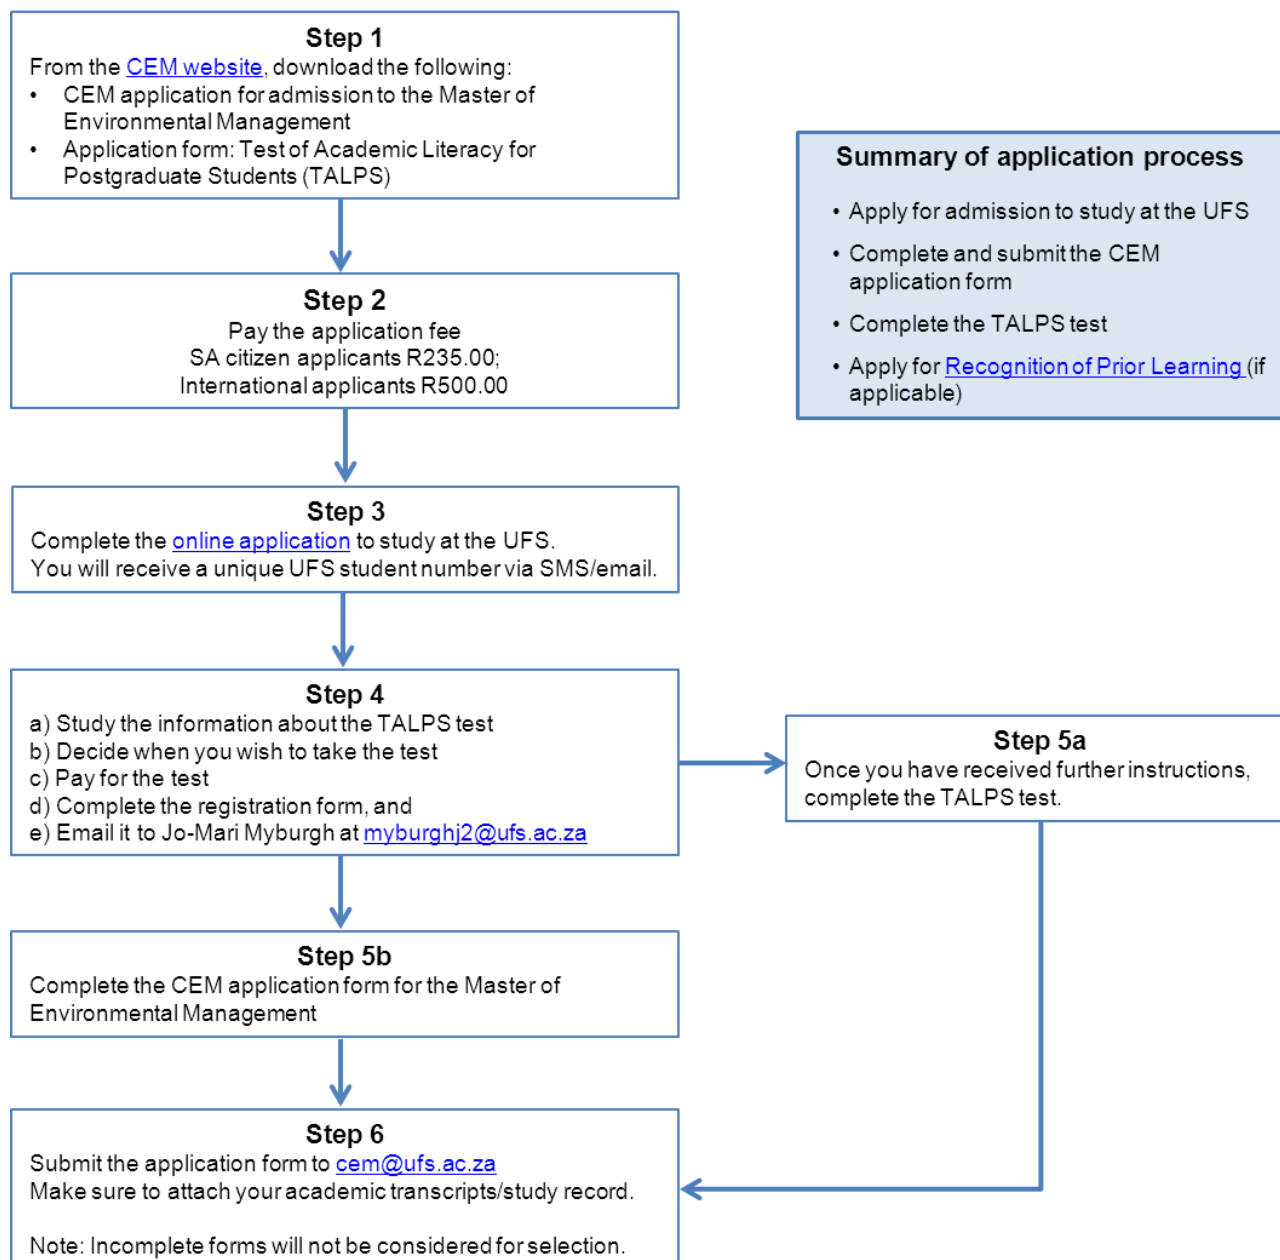 Step 1
From the CEM website, download the following:
• CEM application for admission to the Master of
Environmental Management
• Application form: Test of Academic Literacy for
Postgraduate Students (TALPS)
Summary of application process
• Apply for admission to study at the UFS
• Complete and submit the CEM
application form
• Complete the TALPS test
• Apply for Recognition of Prior Learning (if
applicable)
Step 2
Pay the application fee
SA citizen applicants R235.00;
International applicants R500.00
Step 3
Complete the online application to study at the UFS.
You will receive a unique UFS student number via SMS/email.
Step 4
a) Study the information about the TALPS test
b) Decide when you wish to take the test
c) Pay for the test
d) Complete the registration form, and
e) Email it to Jo-Mari Myburgh at myburghj2@ufs.ac.za
Step 5a
Once you have received further instructions,
complete the TALPS test.
Step 5b
Complete the CEM application form for the Master of
Environmental Management
Step 6
Submit the application form to cem@ufs.ac.za
Make sure to attach your academic transcripts/study record.
Note: Incomplete forms will not be considered for selection.